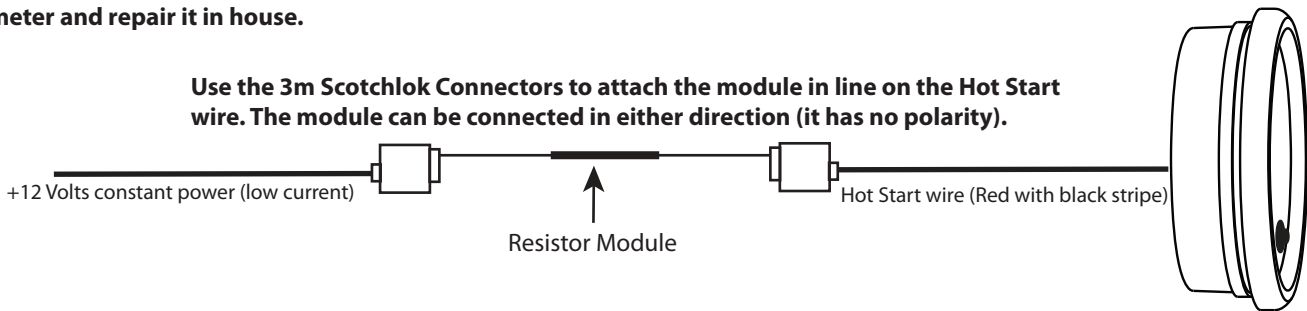 meter and repair it in house.
Use the 3m Scotchlok Connectors to attach the module in line on the Hot Start
wire. The module can be connected in either direction (it has no polarity).
+12 Volts constant power (low current)
Hot Start wire (Red with black stripe)
Resistor Module